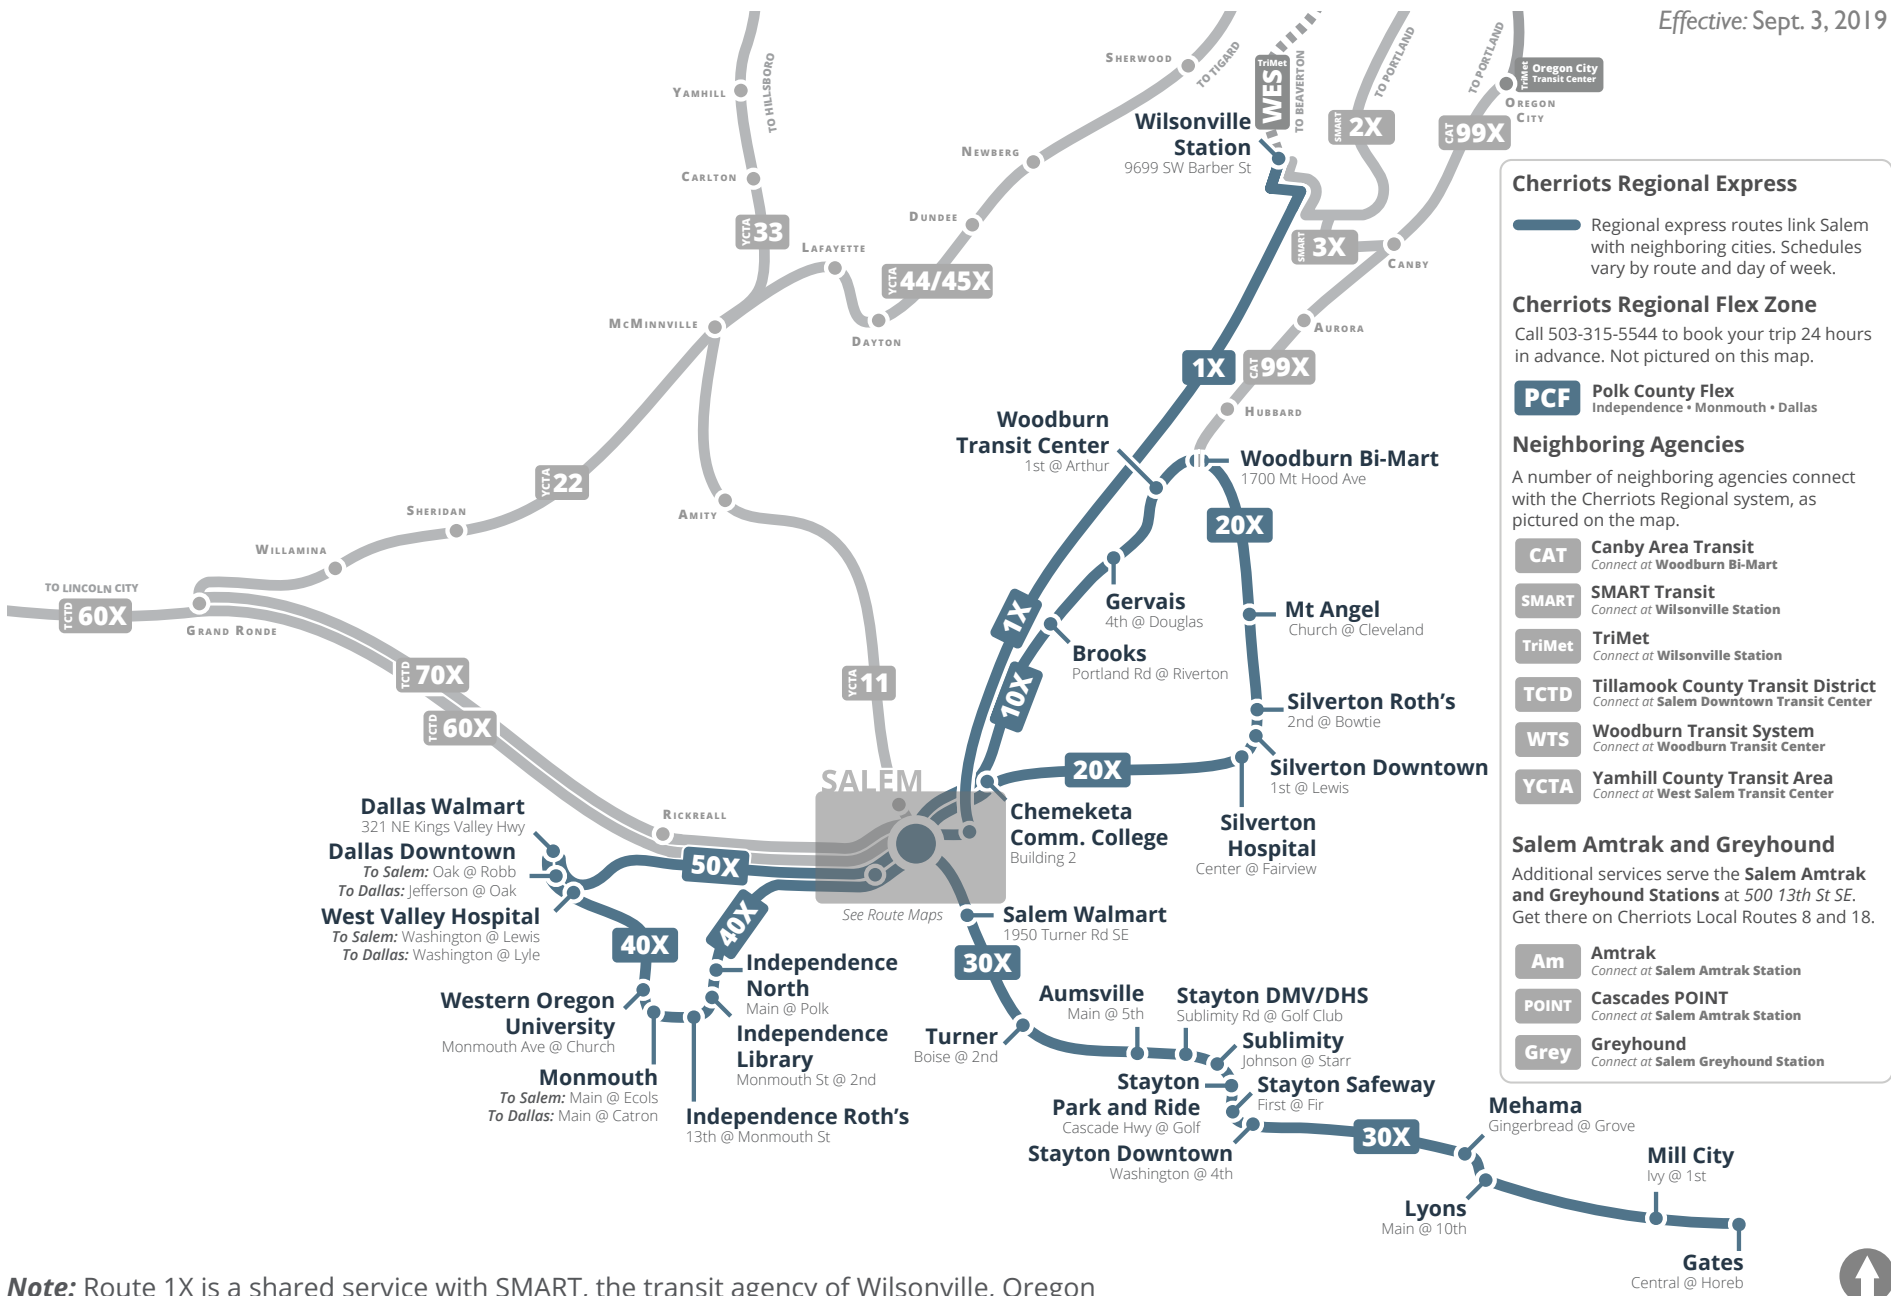 Effective: Sept. 3, 2019
YAMHILL
TO HILLSBORO
CARLTON
YCTA 33
LAFAYETTE
MCMINNVILLE
DAYTON
DUNDEE
YCTA 44/45X
NEWBERG
SHERWOOD
TO TIGARD
TriMet
WES
TO BEAVERTON
TO PORTLAND
SMART 2X
TO PORTLAND
CAT 99X
TriMet Oregon City
Transit Center
OREGON
CITY
Wilsonville
Station
9699 SW Barber St
SMART 3X
CANBY
AURORA
1X
CAT 99X
HUBBARD
Woodburn
Transit Center
1st @ Arthur
Woodburn Bi-Mart
1700 Mt Hood Ave
20X
YCTA 22
SHERIDAN
WILLAMINA
AMITY
TO LINCOLN CITY
TCTD 60X
GRAND RONDE
TCTD 70X
TCTD 60X
YCTA 11
1X
10X
Gervais
4th @ Douglas
Brooks
Portland Rd @ Riverton
Mt Angel
Church @ Cleveland
Silverton Roth's
2nd @ Bowtie
20X
Silverton Downtown
1st @ Lewis
Silverton
Hospital
Center @ Fairview
SALEM
Chemeketa
Comm. College
Building 2
See Route Maps
RICKREALL
Dallas Walmart
321 NE Kings Valley Hwy
Dallas Downtown
To Salem: Oak @ Robb
To Dallas: Jefferson @ Oak
West Valley Hospital
To Salem: Washington @ Lewis
To Dallas: Washington @ Lyle
50X
40X
40X
Western Oregon
University
Monmouth Ave @ Church
Monmouth
To Salem: Main @ Ecols
To Dallas: Main @ Catron
Independence
North
Main @ Polk
Independence
Library
Monmouth St @ 2nd
Independence Roth's
13th @ Monmouth St
Salem Walmart
1950 Turner Rd SE
30X
Turner
Boise @ 2nd
Aumsville
Main @ 5th
Stayton DMV/DHS
Sublimity Rd @ Golf Club
Sublimity
Johnson @ Starr
Stayton
Park and Ride
Cascade Hwy @ Golf
Stayton Safeway
First @ Fir
Stayton Downtown
Washington @ 4th
30X
Mehama
Gingerbread @ Grove
Lyons
Main @ 10th
Mill City
Ivy @ 1st
Gates
Central @ Horeb
Cherriots Regional Express
Regional express routes link Salem
with neighboring cities. Schedules
vary by route and day of week.
Cherriots Regional Flex Zone
Call 503-315-5544 to book your trip 24 hours
in advance. Not pictured on this map.
PCF Polk County Flex
Independence • Monmouth • Dallas
Neighboring Agencies
A number of neighboring agencies connect
with the Cherriots Regional system, as
pictured on the map.
CAT Canby Area Transit
Connect at Woodburn Bi-Mart
SMART SMART Transit
Connect at Wilsonville Station
TriMet TriMet
Connect at Wilsonville Station
TCTD Tillamook County Transit District
Connect at Salem Downtown Transit Center
WTS Woodburn Transit System
Connect at Woodburn Transit Center
YCTA Yamhill County Transit Area
Connect at West Salem Transit Center
Salem Amtrak and Greyhound
Additional services serve the Salem Amtrak
and Greyhound Stations at 500 13th St SE.
Get there on Cherriots Local Routes 8 and 18.
Am Amtrak
Connect at Salem Amtrak Station
POINT Cascades POINT
Connect at Salem Amtrak Station
Grey Greyhound
Connect at Salem Greyhound Station
Note: Route 1X is a shared service with SMART, the transit agency of Wilsonville, Oregon